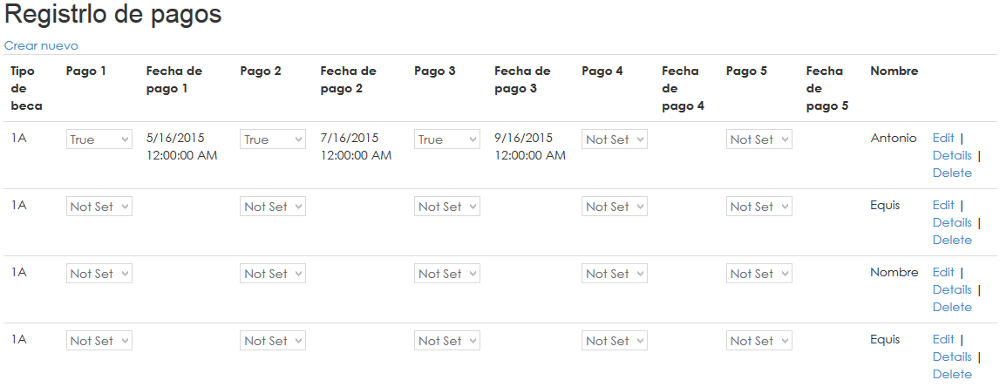 Registrlo de pagos
Crear nuevo
Tipo de beca Pago 1 Fecha de pago 1 Pago 2 Fecha de pago 2 Pago 3 Fecha de pago 3 Pago 4 Fecha de pago 4 Pago 5 Fecha de pago 5 Nombre
1A True 5/16/2015 12:00:00 AM True 7/16/2015 12:00:00 AM True 9/16/2015 12:00:00 AM Not Set Not Set Antonio Edit | Details | Delete
1A Not Set Not Set Not Set Not Set Not Set Equis Edit | Details | Delete
1A Not Set Not Set Not Set Not Set Not Set Nombre Edit | Details | Delete
1A Not Set Not Set Not Set Not Set Not Set Equis Edit | Details | Delete